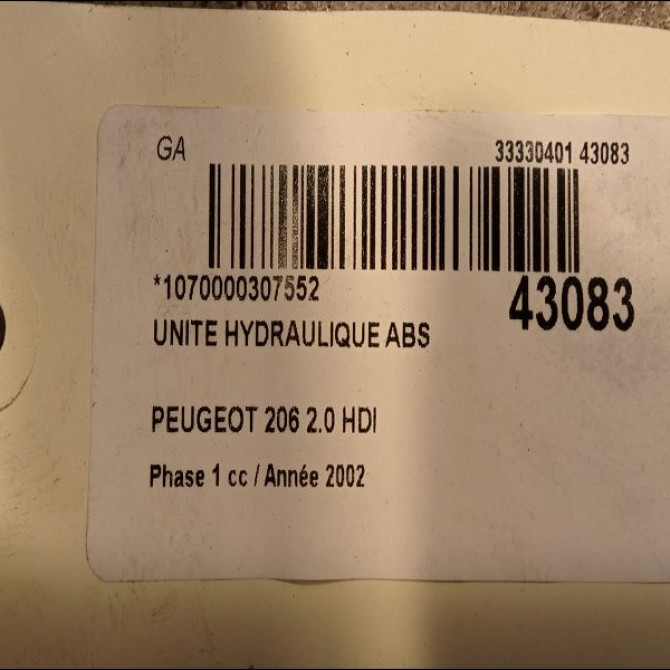 GA 33330401 43083
*1070000307552
43083
UNITE HYDRAULIQUE ABS
PEUGEOT 206 2.0 HDI
Phase 1 cc / Année 2002